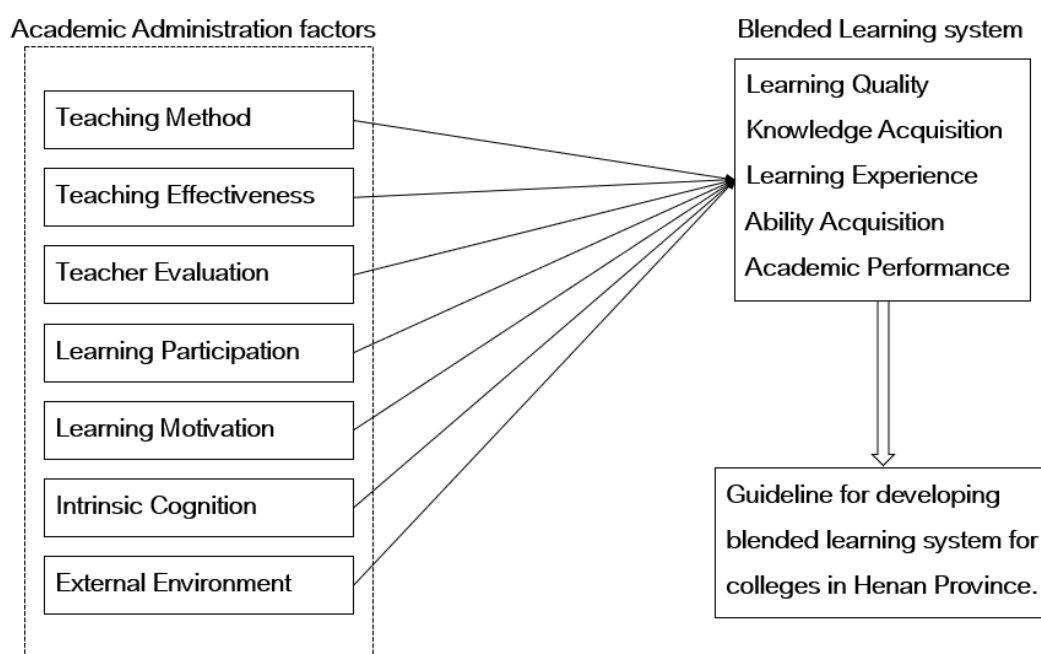 Academic Administration factors
Teaching Method
Teaching Effectiveness
Teacher Evaluation
Learning Participation
Learning Motivation
Intrinsic Cognition
External Environment
Blended Learning system
Learning Quality
Knowledge Acquisition
Learning Experience
Ability Acquisition
Academic Performance
Guideline for developing
blended learning system for
colleges in Henan Province.